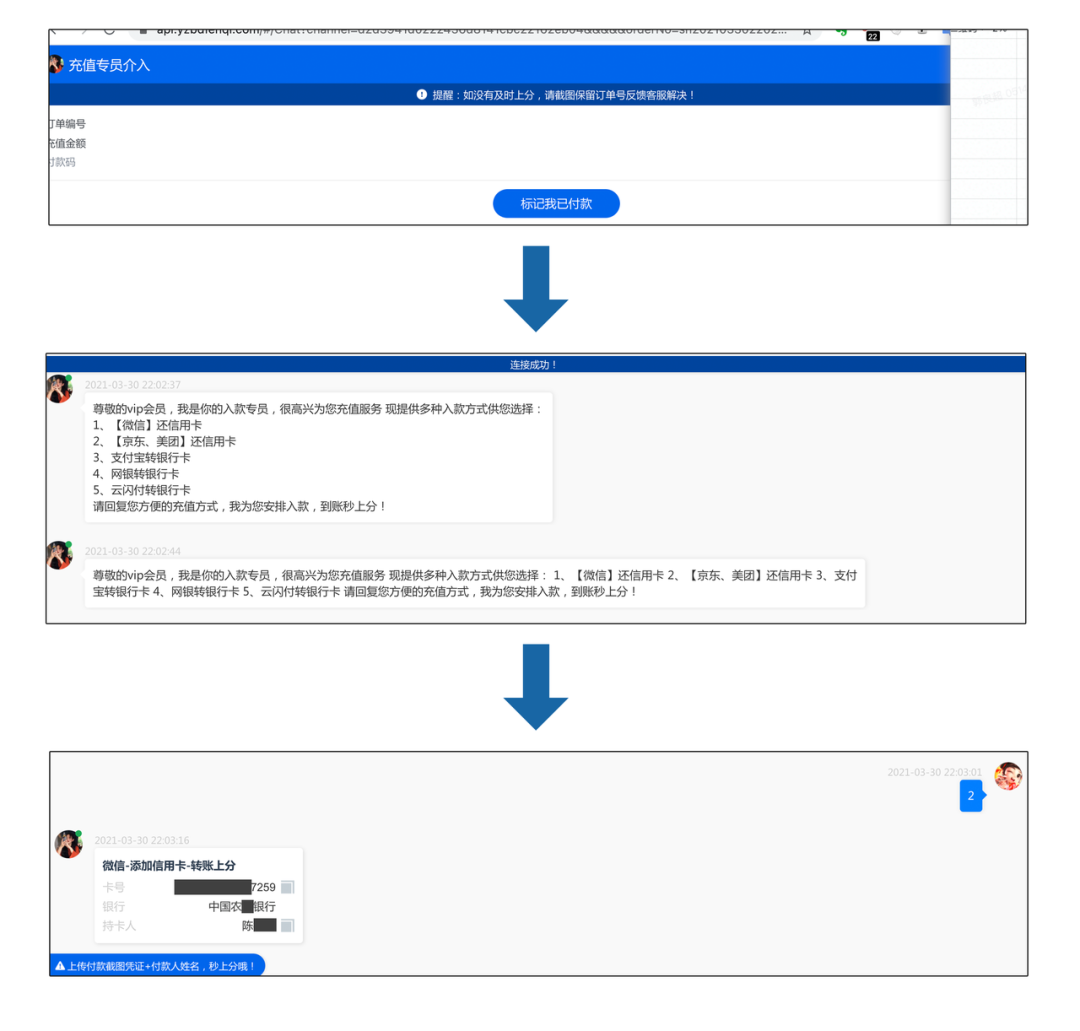 充值专员介入
提醒：如没有及时上分，请截图保留订单号反馈客服解决！
订单编号
充值金额
付款码
标记我已付款
连接成功！
2021-03-30 22:02:37
尊敬的vip会员，我是你的入款专员，很高兴为您充值服务 现提供多种入款方式供您选择：
1、【微信】还信用卡
2、【京东、美团】还信用卡
3、支付宝转银行卡
4、网银转银行卡
5、云闪付转银行卡
请回复您方便的充值方式，我为您安排入款，到账秒上分！
2021-03-30 22:02:44
尊敬的vip会员，我是你的入款专员，很高兴为您充值服务 现提供多种入款方式供您选择： 1、【微信】还信用卡 2、【京东、美团】还信用卡 3、支付
宝转银行卡 4、网银转银行卡 5、云闪付转银行卡 请回复您方便的充值方式，我为您安排入款，到账秒上分！
2021-03-30 22:03:01
2
2021-03-30 22:03:16
微信-添加信用卡-转账上分
卡号 7259
银行 中国农 银行
持卡人 陈
上传付款截图凭证+付款人姓名，秒上分哦！